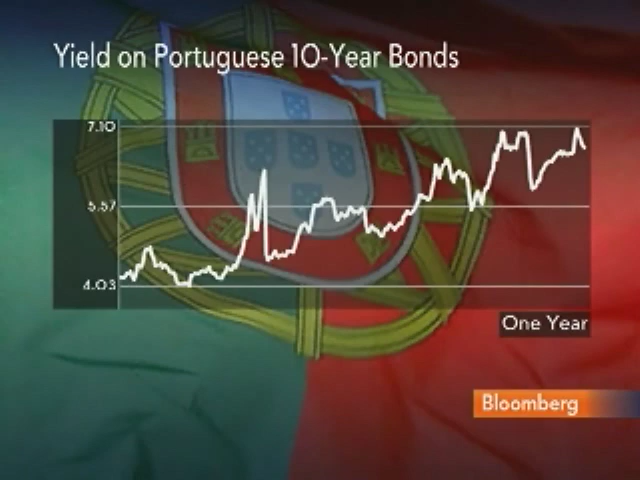 Yield on Portuguese 10-Year Bonds
7.10
5.57
4.03
One Year
Bloomberg